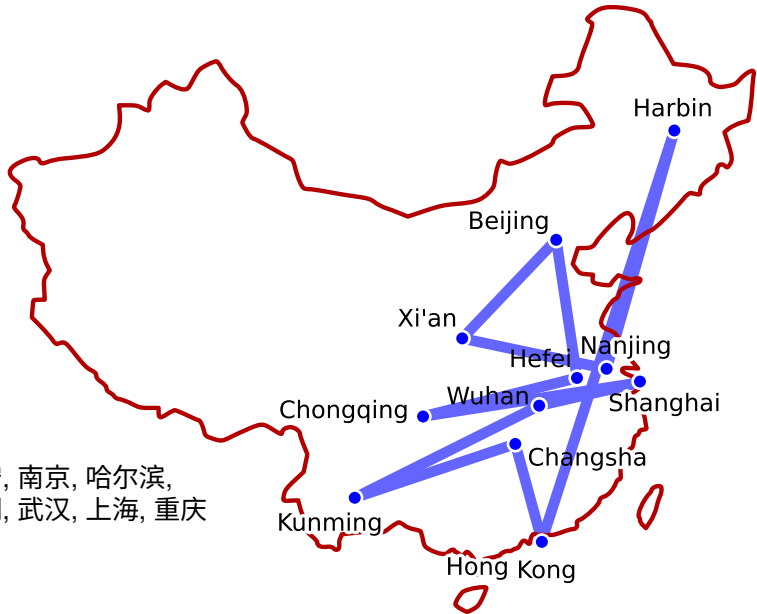 Harbin
Beijing
Xi'an
Nanjing
Hefei
Wuhan
Chongqing
Shanghai
Changsha
, 南京, 哈尔滨,
, 武汉, 上海, 重庆
Kunming
Hong Kong